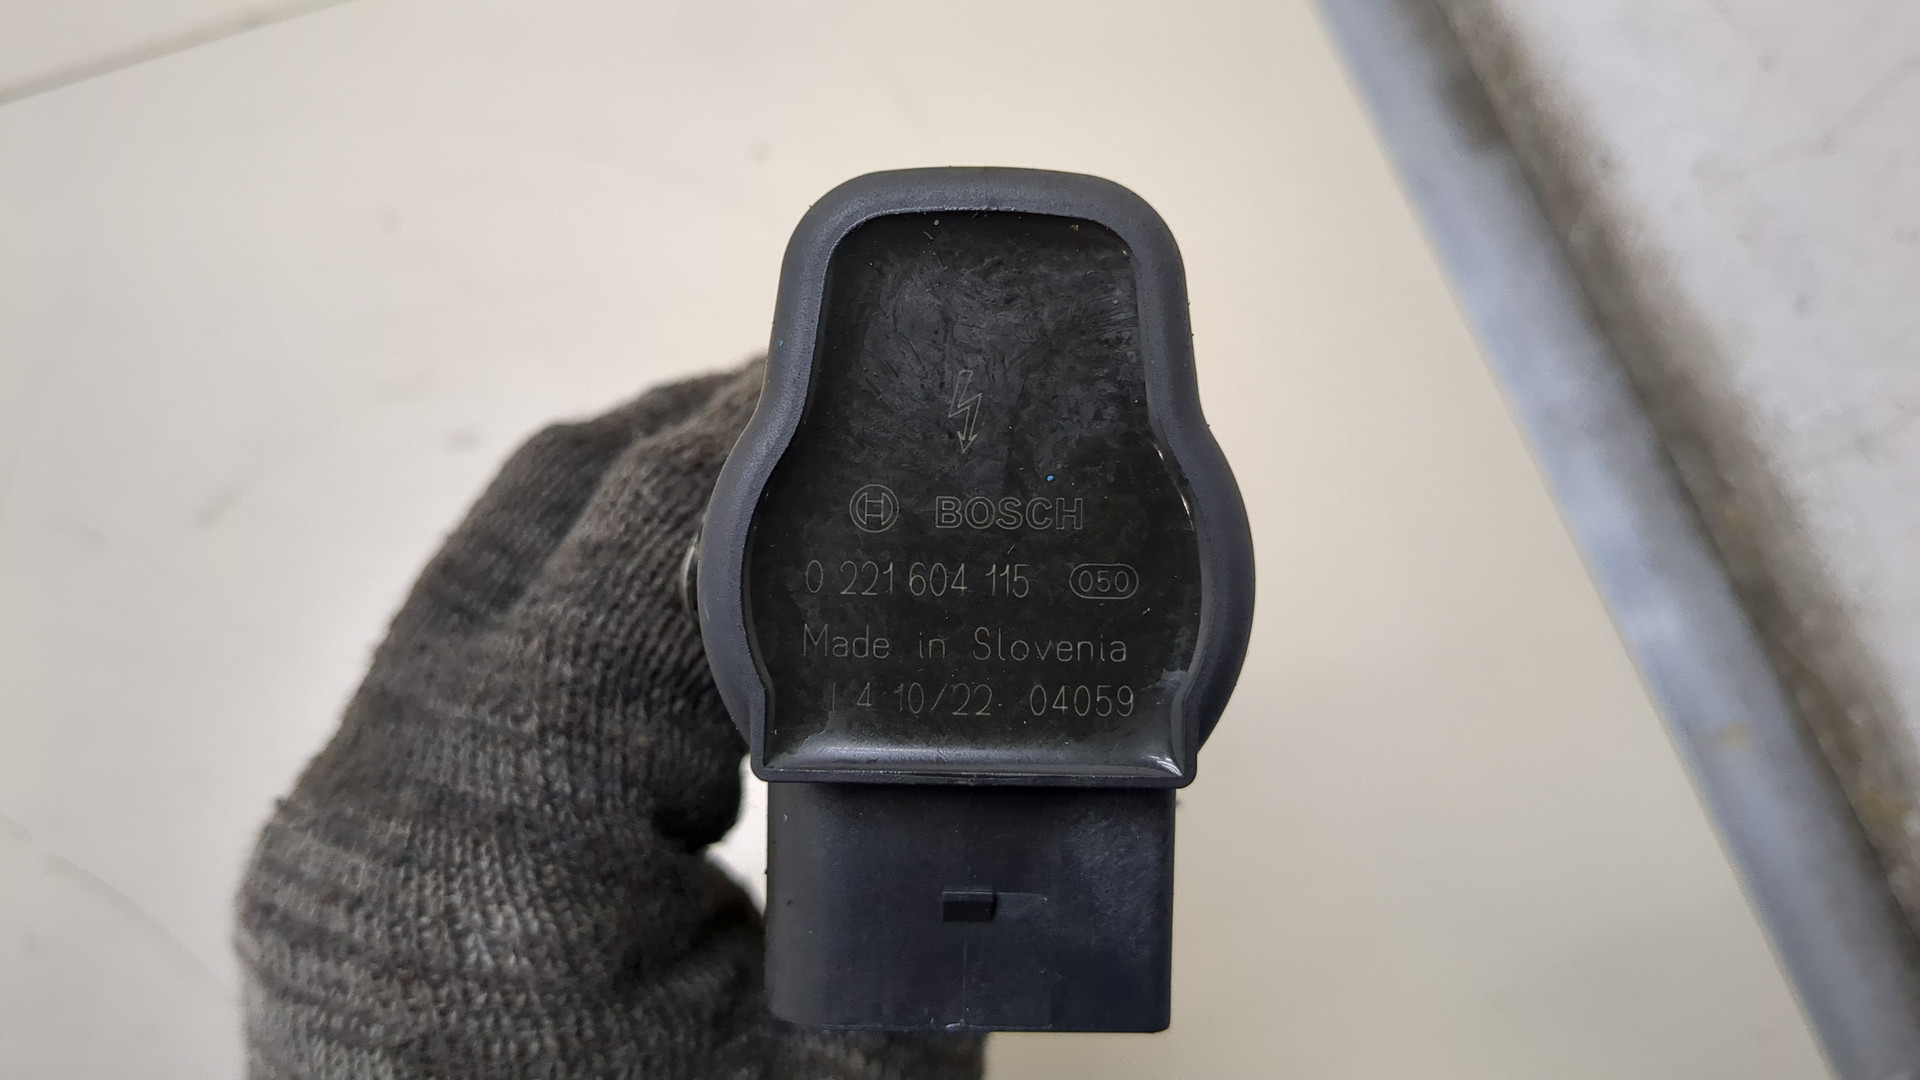 BOSCH
0 221 604 115 050
Made in Slovenia
I 4 10/22 04059